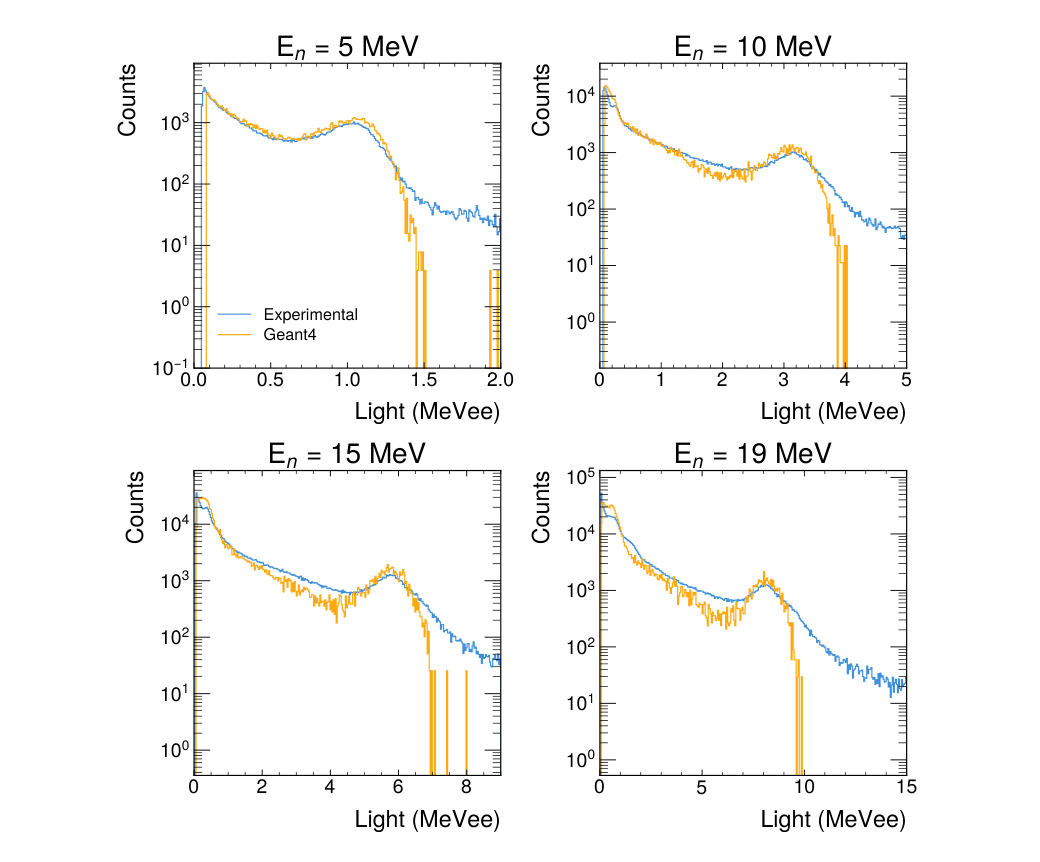 E_n = 5 MeV
Counts
10^3
10^2
10^1
10^0
10^−1
Experimental
Geant4
0.0 0.5 1.0 1.5 2.0
Light (MeVee)
E_n = 10 MeV
Counts
10^4
10^3
10^2
10^1
10^0
0 1 2 3 4 5
Light (MeVee)
E_n = 15 MeV
Counts
10^4
10^3
10^2
10^1
10^0
0 2 4 6 8
Light (MeVee)
E_n = 19 MeV
Counts
10^5
10^4
10^3
10^2
10^1
10^0
0 5 10 15
Light (MeVee)